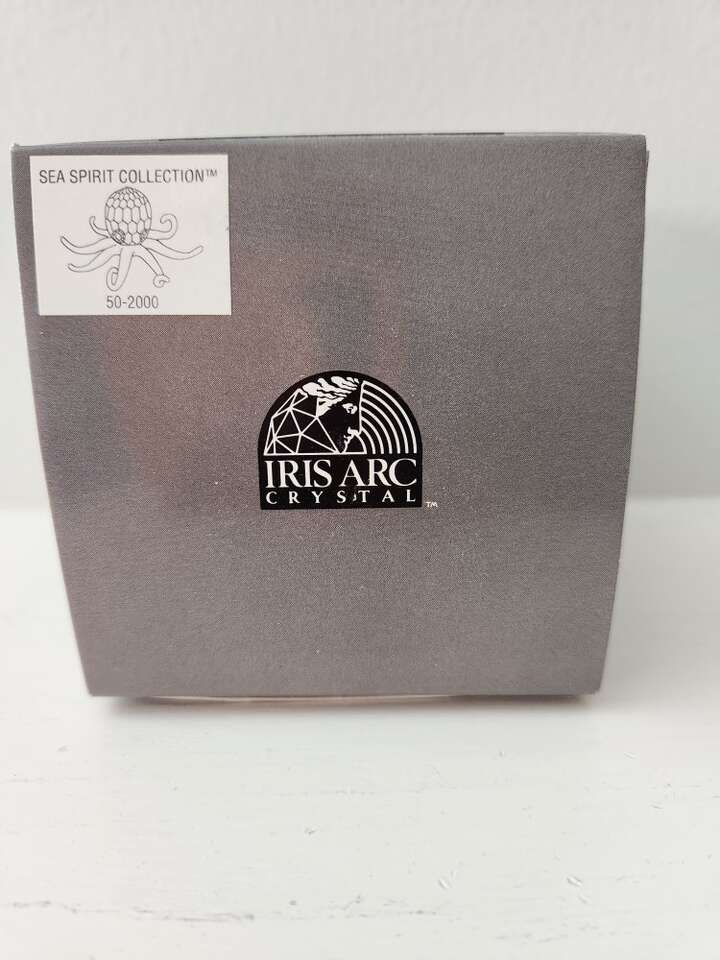 SEA SPIRIT COLLECTION™
50-2000
IRIS ARC
CRYSTAL ™